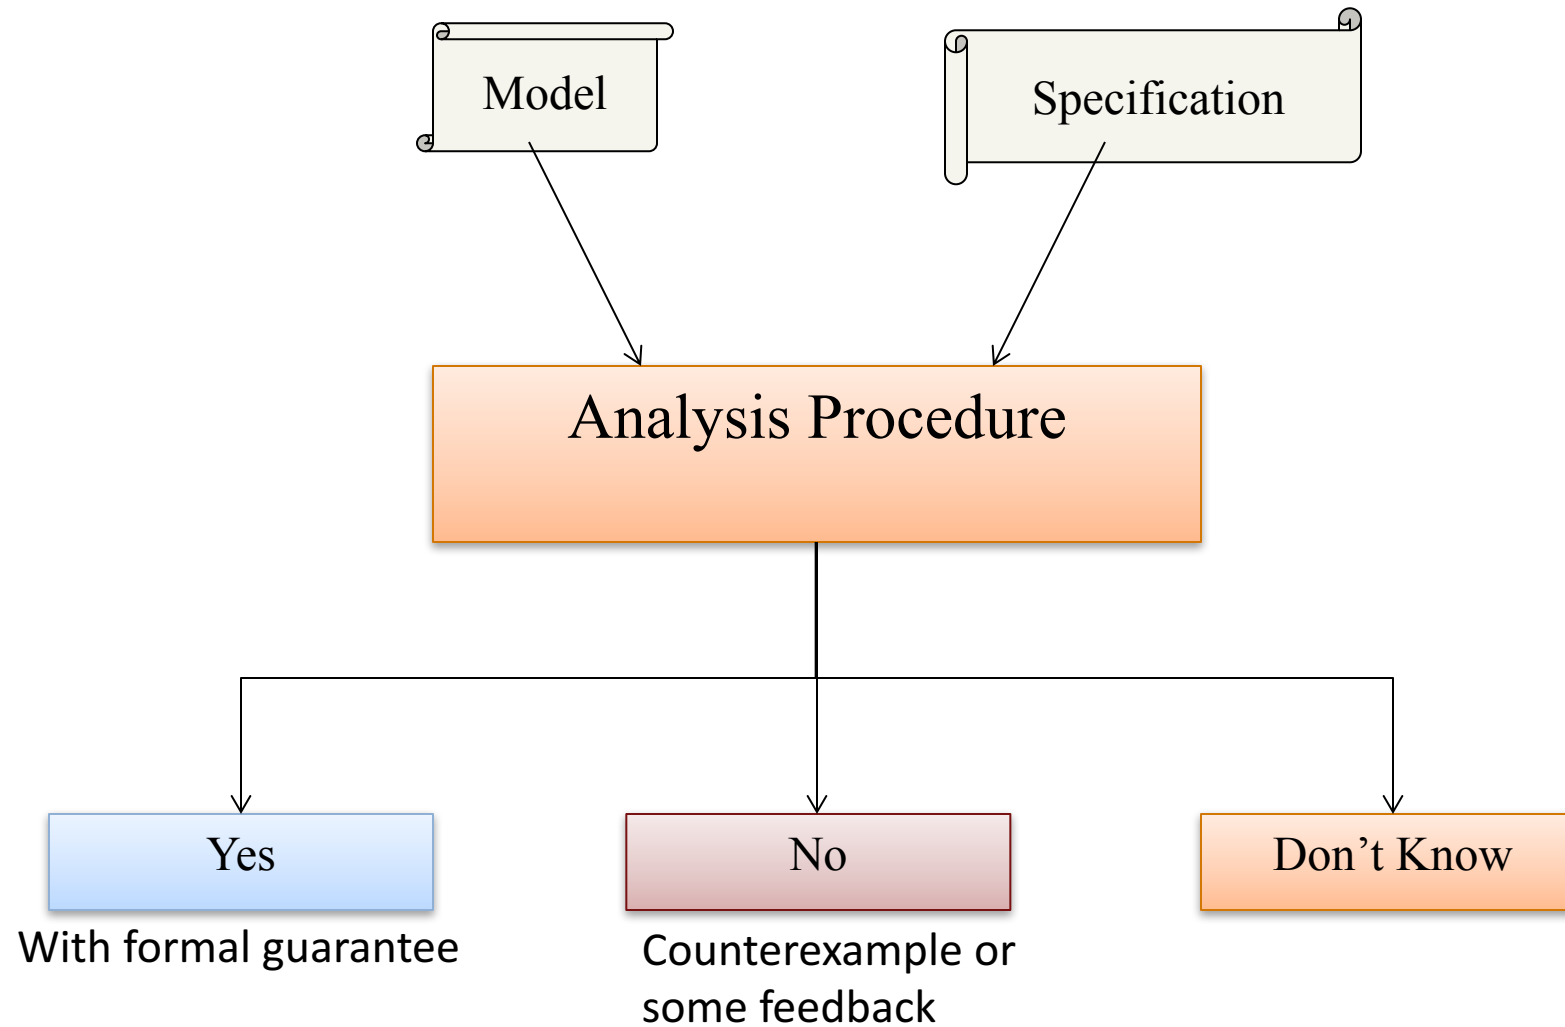 Model
Specification
Analysis Procedure
Yes
No
Don’t Know
With formal guarantee
Counterexample or
some feedback